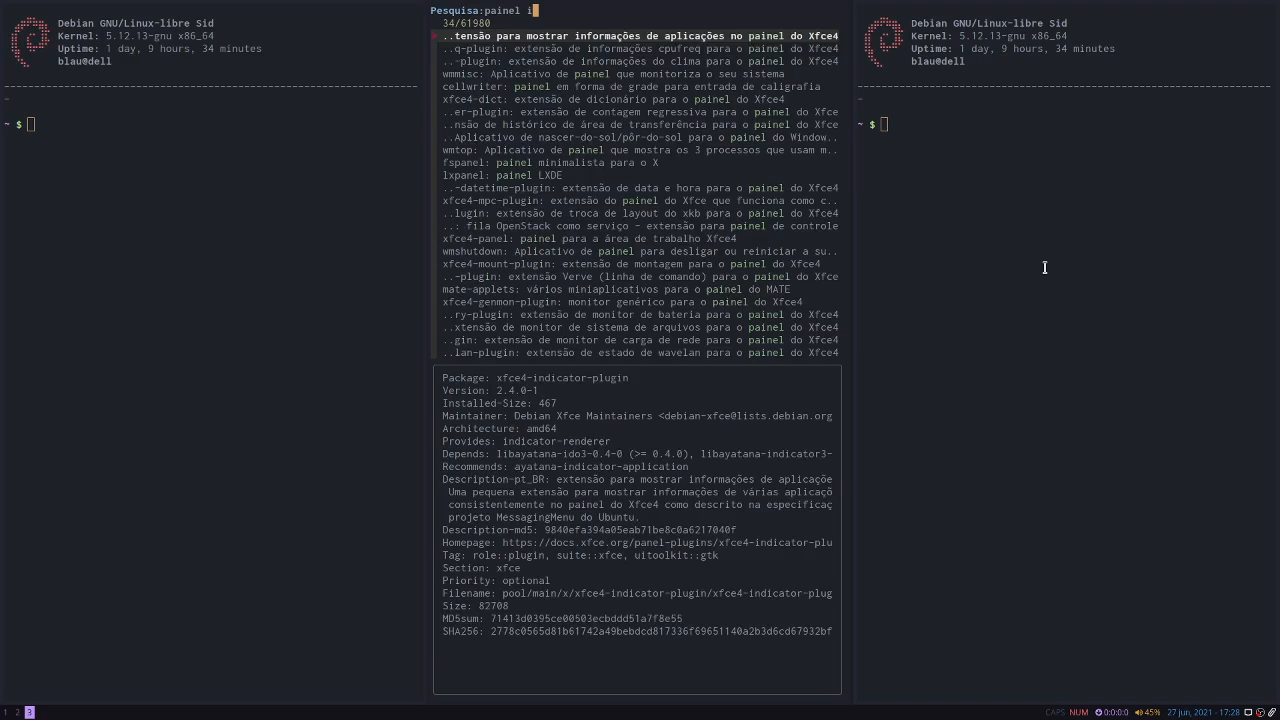 Debian GNU/Linux-libre Sid
Kernel: 5.12.13-gnu x86_64
Uptime: 1 day, 9 hours, 34 minutes
blau@dell
~
~ $
Pesquisa:painel i
34/61980
..tensão para mostrar informações de aplicações no painel do Xfce4
..q-plugin: extensão de informações cpufreq para o painel do Xfce4
..-plugin: extensão de informações do clima para o painel do Xfce4
wmmisc: Aplicativo de painel que monitoriza o seu sistema
cellwriter: painel em forma de grade para entrada de caligrafia
xfce4-dict: extensão de dicionário para o painel do Xfce4
..er-plugin: extensão de contagem regressiva para o painel do Xfce
..nsão de histórico de área de transferência para o painel do Xfce
..Aplicativo de nascer-do-sol/pôr-do-sol para o painel do Window..
wmtop: Aplicativo de painel que mostra os 3 processos que usam m..
fspanel: painel minimalista para o X
lxpanel: painel LXDE
..-datetime-plugin: extensão de data e hora para o painel do Xfce4
xfce4-mpc-plugin: extensão do painel do Xfce que funciona como c..
..lugin: extensão de troca de layout do xkb para o painel do Xfce4
..: fila OpenStack como serviço - extensão para painel de controle
xfce4-panel: painel para a área de trabalho Xfce4
wmshutdown: Aplicativo de painel para desligar ou reiniciar a su..
xfce4-mount-plugin: extensão de montagem para o painel do Xfce4
..-plugin: extensão Verve (linha de comando) para o painel do Xfce
mate-applets: vários miniaplicativos para o painel do MATE
xfce4-genmon-plugin: monitor genérico para o painel do Xfce4
..ry-plugin: extensão de monitor de bateria para o painel do Xfce4
..xtensão de monitor de sistema de arquivos para o painel do Xfce4
..gin: extensão de monitor de carga de rede para o painel do Xfce4
..lan-plugin: extensão de estado de wavelan para o painel do Xfce4
Package: xfce4-indicator-plugin
Version: 2.4.0-1
Installed-Size: 467
Maintainer: Debian Xfce Maintainers <debian-xfce@lists.debian.org
Architecture: amd64
Provides: indicator-renderer
Depends: libayatana-ido3-0.4-0 (>= 0.4.0), libayatana-indicator3-
Recommends: ayatana-indicator-application
Description-pt_BR: extensão para mostrar informações de aplicaçõe
Uma pequena extensão para mostrar informações de várias aplicaçõ
consistentemente no painel do Xfce4 como descrito na especificaç
projeto MessagingMenu do Ubuntu.
Description-md5: 9840efa394a05eab71be8c0a6217040f
Homepage: https://docs.xfce.org/panel-plugins/xfce4-indicator-plu
Tag: role::plugin, suite::xfce, uitoolkit::gtk
Section: xfce
Priority: optional
Filename: pool/main/x/xfce4-indicator-plugin/xfce4-indicator-plug
Size: 82708
MD5sum: 71413d0395ce00503ecbddd51a7f8e55
SHA256: 2778c0565d81b61742a49bebdcd817336f69651140a2b3d6cd67932bf
Debian GNU/Linux-libre Sid
Kernel: 5.12.13-gnu x86_64
Uptime: 1 day, 9 hours, 34 minutes
blau@dell
~
~ $
1 2 3
CAPS NUM 0:0:0:0 45% 27 jun, 2021 - 17:28